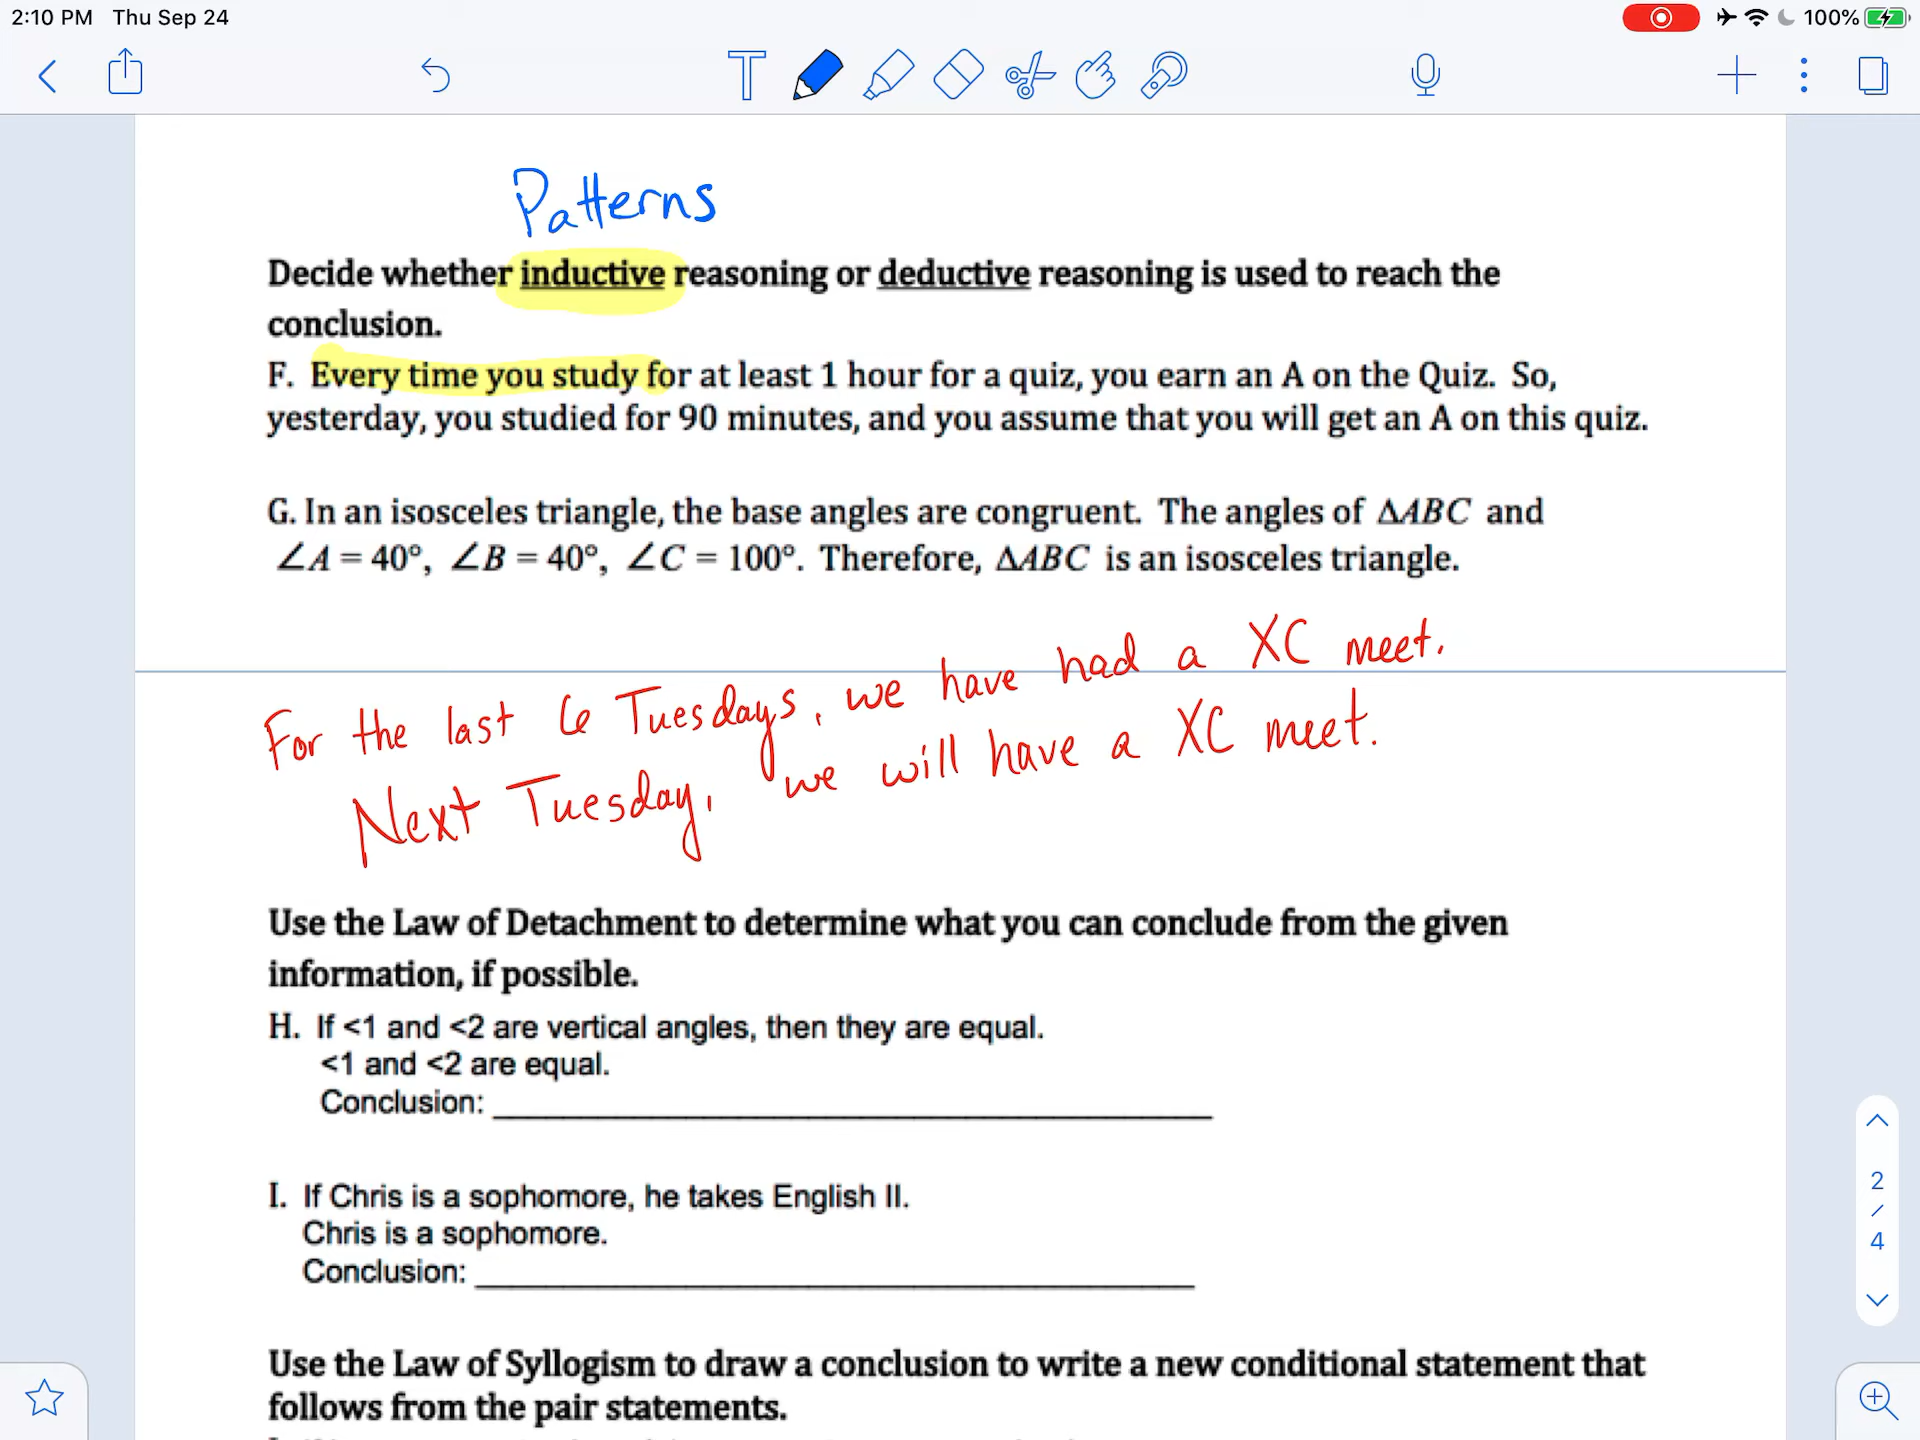 2:10 PM Thu Sep 24
100%
Patterns
Decide whether inductive reasoning or deductive reasoning is used to reach the
conclusion.
F. Every time you study for at least 1 hour for a quiz, you earn an A on the Quiz. So,
yesterday, you studied for 90 minutes, and you assume that you will get an A on this quiz.
G. In an isosceles triangle, the base angles are congruent. The angles of ΔABC and
∠A = 40°, ∠B = 40°, ∠C = 100°. Therefore, ΔABC is an isosceles triangle.
For the last 6 Tuesdays, we have had a XC meet.
Next Tuesday, we will have a XC meet.
Use the Law of Detachment to determine what you can conclude from the given
information, if possible.
H. If <1 and <2 are vertical angles, then they are equal.
<1 and <2 are equal.
Conclusion:
I. If Chris is a sophomore, he takes English II.
Chris is a sophomore.
Conclusion:
Use the Law of Syllogism to draw a conclusion to write a new conditional statement that
follows from the pair statements.
2
/
4